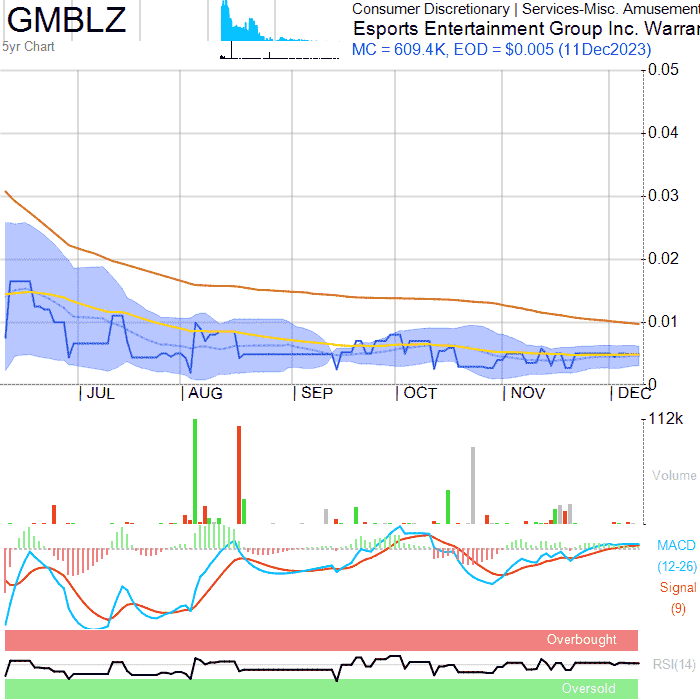 GMBLZ
5yr Chart
Consumer Discretionary | Services-Misc. Amusement
Esports Entertainment Group Inc. Warran
MC = 609.4K, EOD = $0.005 (11Dec2023)
0.05
0.04
0.03
0.02
0.01
0
| JUL | AUG | SEP | OCT | NOV | DEC
112k
Volume
MACD
(12-26)
Signal
(9)
Overbought
RSI(14)
Oversold